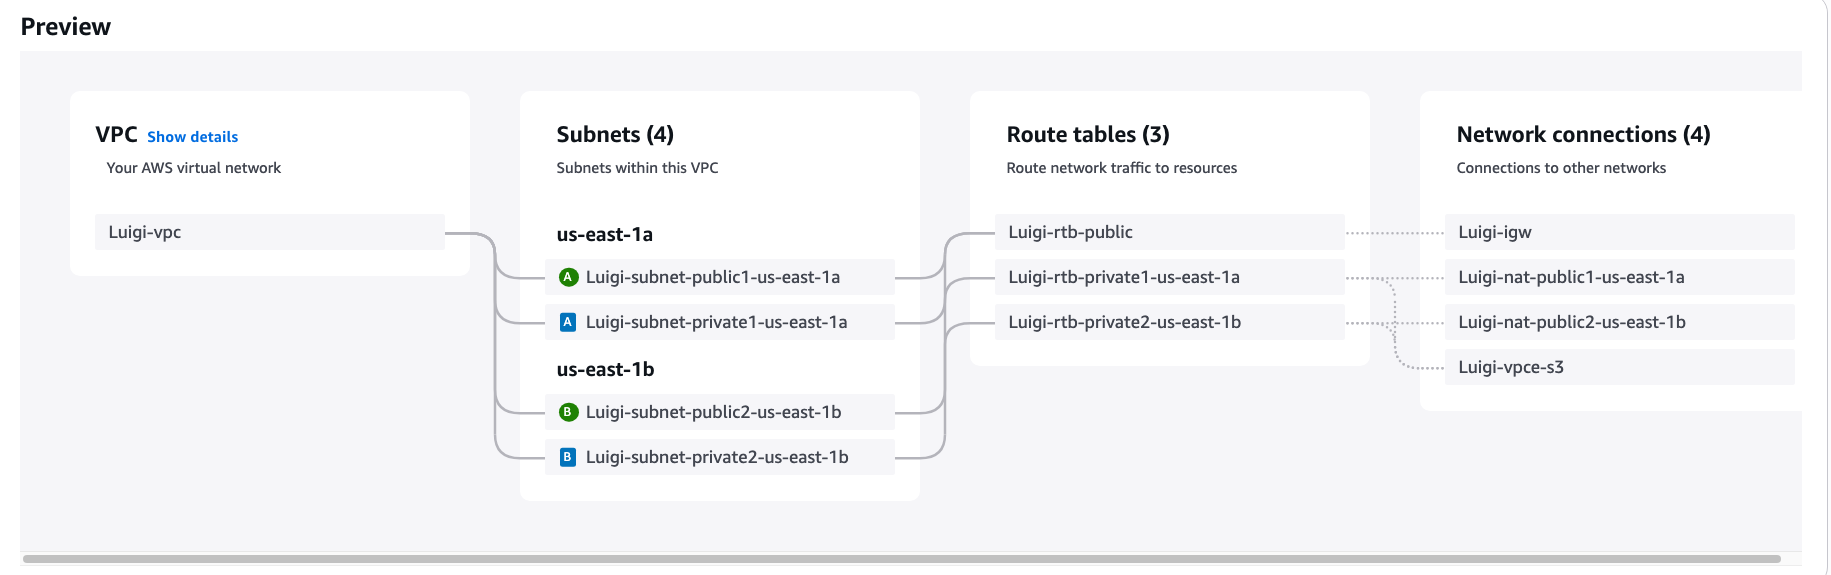 Preview
VPC Show details
Your AWS virtual network
Luigi-vpc
Subnets (4)
Subnets within this VPC
us-east-1a
A Luigi-subnet-public1-us-east-1a
A Luigi-subnet-private1-us-east-1a
us-east-1b
B Luigi-subnet-public2-us-east-1b
B Luigi-subnet-private2-us-east-1b
Route tables (3)
Route network traffic to resources
Luigi-rtb-public
Luigi-rtb-private1-us-east-1a
Luigi-rtb-private2-us-east-1b
Network connections (4)
Connections to other networks
Luigi-igw
Luigi-nat-public1-us-east-1a
Luigi-nat-public2-us-east-1b
Luigi-vpce-s3